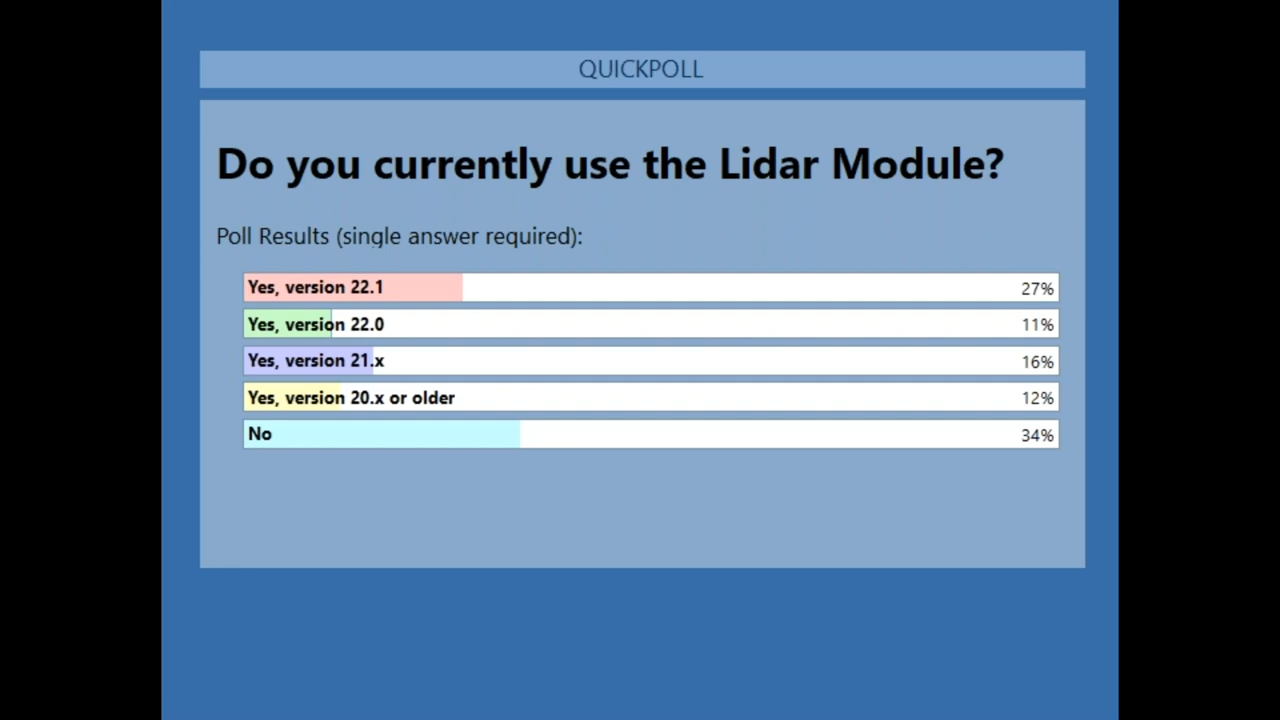 QUICKPOLL
Do you currently use the Lidar Module?
Poll Results (single answer required):
Yes, version 22.1 27%
Yes, version 22.0 11%
Yes, version 21.x 16%
Yes, version 20.x or older 12%
No 34%